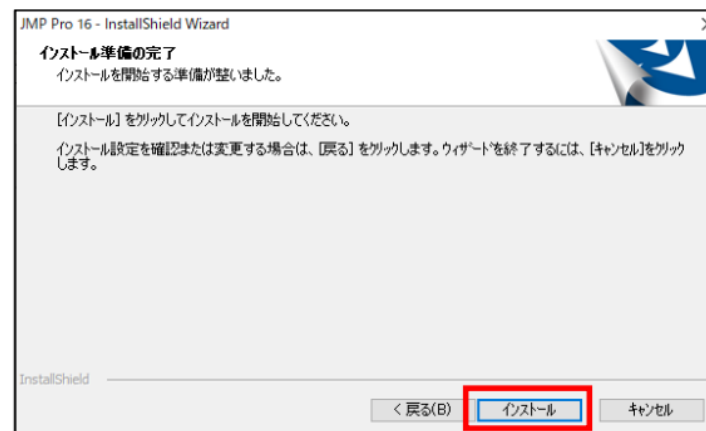 JMP Pro 16 - InstallShield Wizard
インストール準備の完了
インストールを開始する準備が整いました。
[インストール] をクリックしてインストールを開始してください。
インストール設定を確認または変更する場合は、[戻る] をクリックします。ウィザードを終了するには、[キャンセル]をクリック
します。
InstallShield
< 戻る(B)
インストール
キャンセル